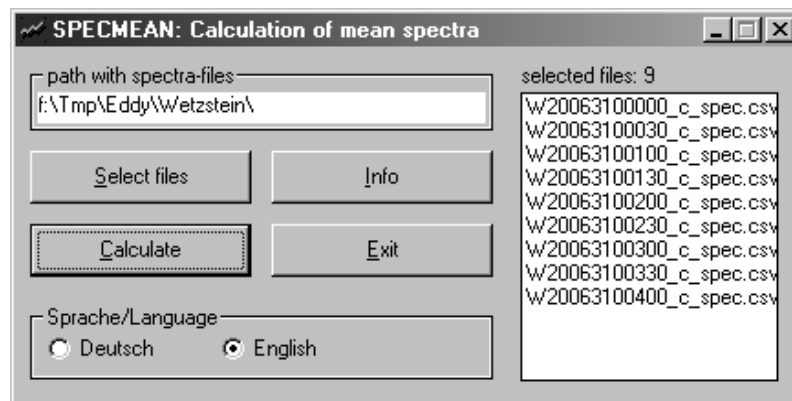 SPECMEAN: Calculation of mean spectra
path with spectra-files
f:\Tmp\Eddy\Wetzstein\
Select files
Info
Calculate
Exit
Sprache/Language
Deutsch
English
selected files: 9
W20063100000_c_spec.csv
W20063100030_c_spec.csv
W20063100100_c_spec.csv
W20063100130_c_spec.csv
W20063100200_c_spec.csv
W20063100230_c_spec.csv
W20063100300_c_spec.csv
W20063100330_c_spec.csv
W20063100400_c_spec.csv